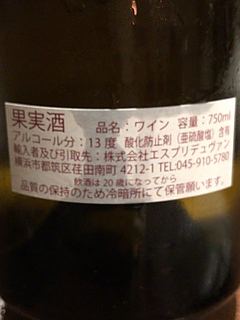 果実酒 品名：ワイン 容量：750ml
アルコール分：13度 酸化防止剤（亜硫酸塩）含有
輸入者及び引取先：株式会社エスプリデュヴァン
横浜市都筑区荏田南町 4212-1 TEL:045-910-5780
飲酒は20歳になってから
品質の保持のため冷暗所にて保管願います。